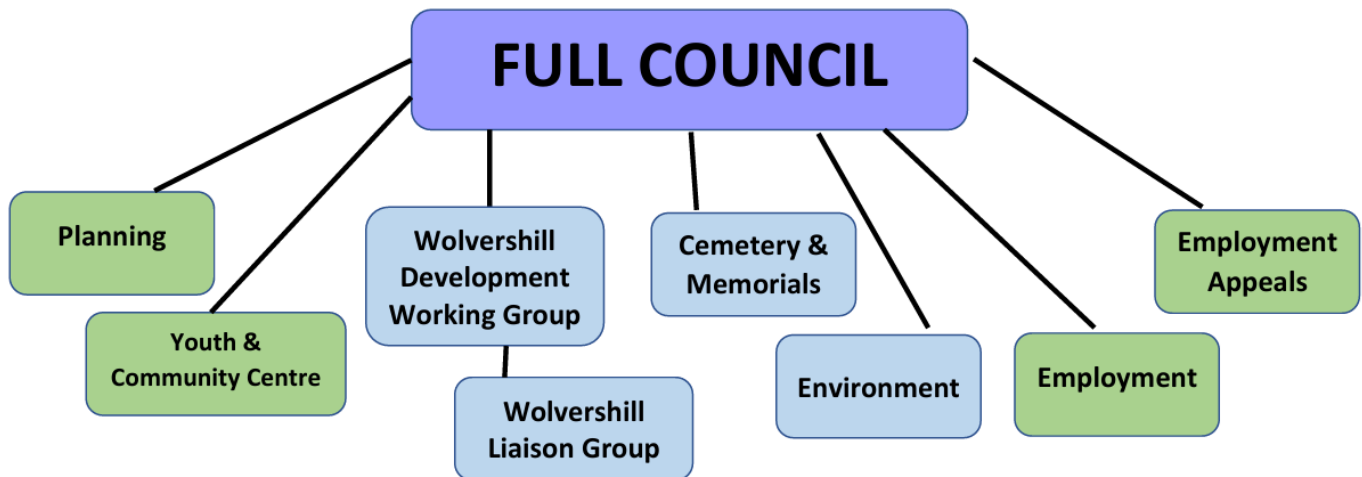 FULL COUNCIL
Planning
Youth &
Community Centre
Wolvershill
Development
Working Group
Wolvershill
Liaison Group
Cemetery &
Memorials
Environment
Employment
Employment
Appeals